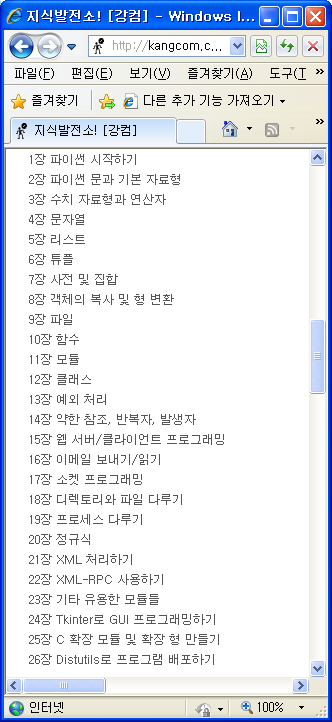 지식발전소! [강컴] - Windows I...
http://kangcom.c...
파일(F) 편집(E) 보기(V) 즐겨찾기(A) 도구(T) »
즐겨찾기 다른 추가 기능 가져오기 »
지식발전소! [강컴] »
1장 파이썬 시작하기
2장 파이썬 문과 기본 자료형
3장 수치 자료형과 연산자
4장 문자열
5장 리스트
6장 튜플
7장 사전 및 집합
8장 객체의 복사 및 형 변환
9장 파일
10장 함수
11장 모듈
12장 클래스
13장 예외 처리
14장 약한 참조, 반복자, 발생자
15장 웹 서버/클라이언트 프로그래밍
16장 이메일 보내기/읽기
17장 소켓 프로그래밍
18장 디렉토리와 파일 다루기
19장 프로세스 다루기
20장 정규식
21장 XML 처리하기
22장 XML-RPC 사용하기
23장 기타 유용한 모듈들
24장 Tkinter로 GUI 프로그래밍하기
25장 C 확장 모듈 및 확장 형 만들기
26장 Distutils로 프로그램 배포하기
인터넷 100%